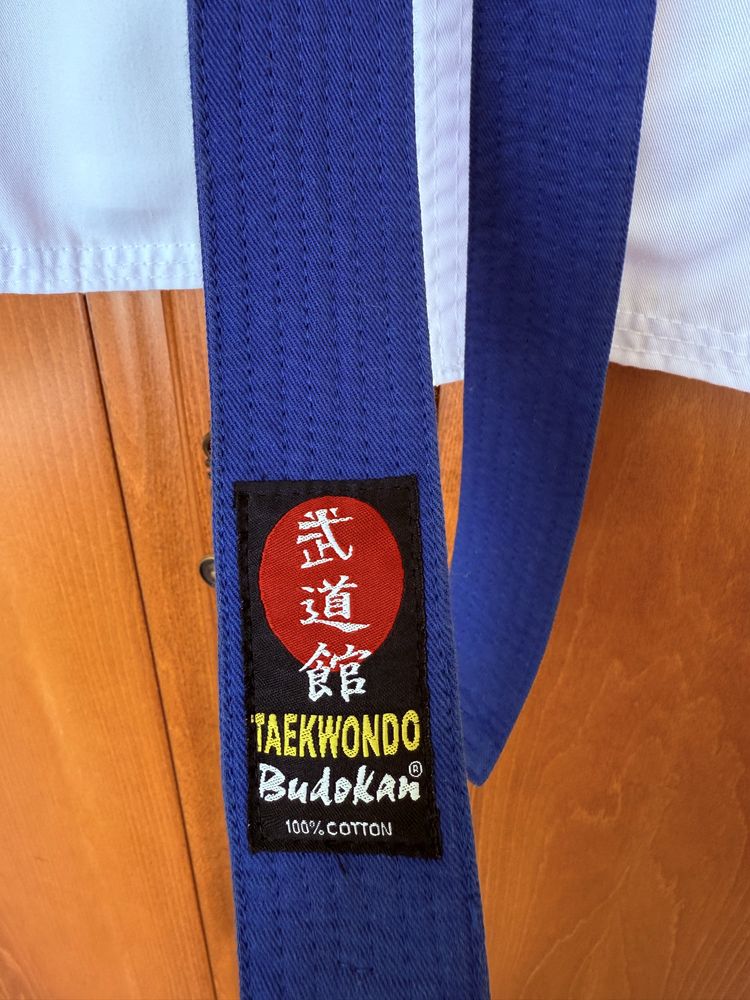 武
道
館
TAEKWONDO
Budokan®
100% COTTON